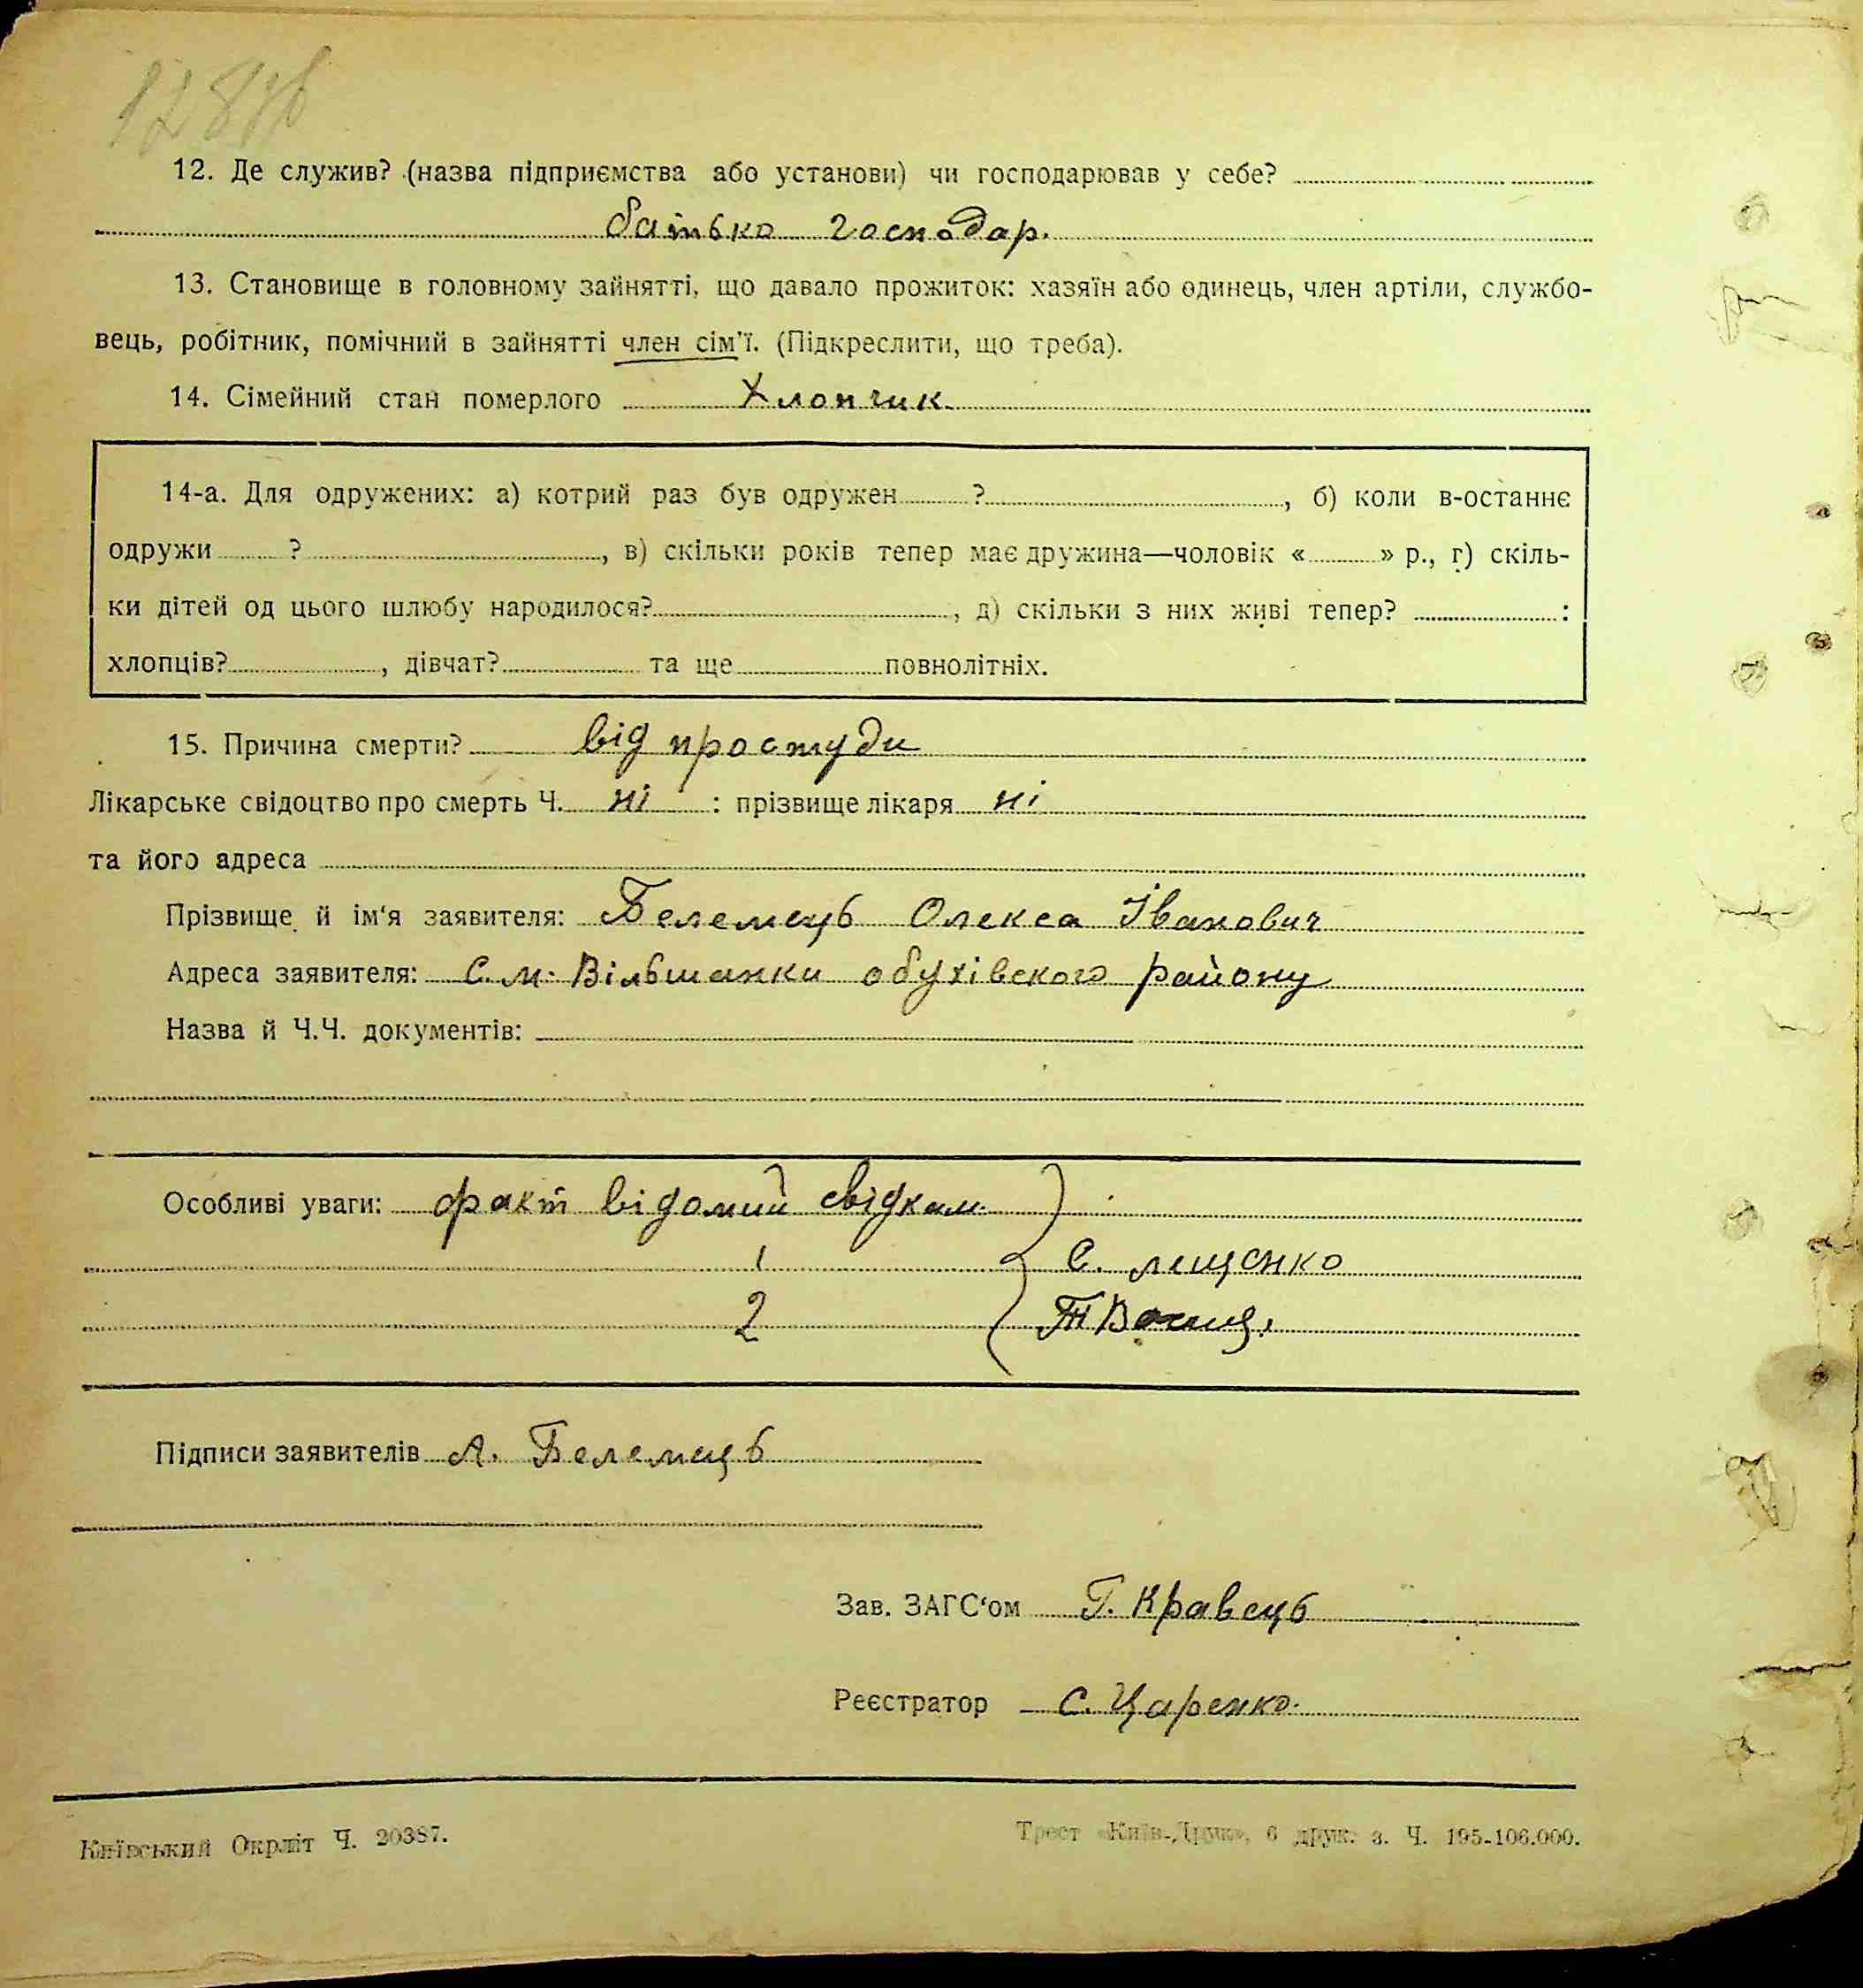 12. Де служив? (назва підприємства або установи) чи господарював у себе?
батько господар.
13. Становище в головному зайнятті, що давало прожиток: хазяїн або одинець, член артіли, службо-
вець, робітник, помічний в зайнятті член сім'ї. (Підкреслити, що треба).
14. Сімейний стан померлого Хлопчик.
14-а. Для одружених: а) котрий раз був одружен ? , б) коли в-останнє
одружи ? , в) скільки років тепер має дружина—чоловік « » р., г) скіль-
ки дітей од цього шлюбу народилося? , д) скільки з них живі тепер? :
хлопців? , дівчат? та ще повнолітніх.
15. Причина смерти? від простуди
Лікарське свідоцтво про смерть Ч. ні : прізвище лікаря ні
та його адреса
Прізвище й ім'я заявителя: Белемець Олекса Іванович
Адреса заявителя: С. М. Вільшанки обухівского району
Назва й Ч.Ч. документів:
Особливі уваги: факт відомий свідкам.
1 С. лещенко
2
Підписи заявителів А. Белемець
Зав. ЗАГС'ом Г. Кравець
Реєстратор С. Царенко.
Київський Окрліт Ч. 20387.
Трест «Київ-Друк», 6 друк. з. Ч. 195-106.000.